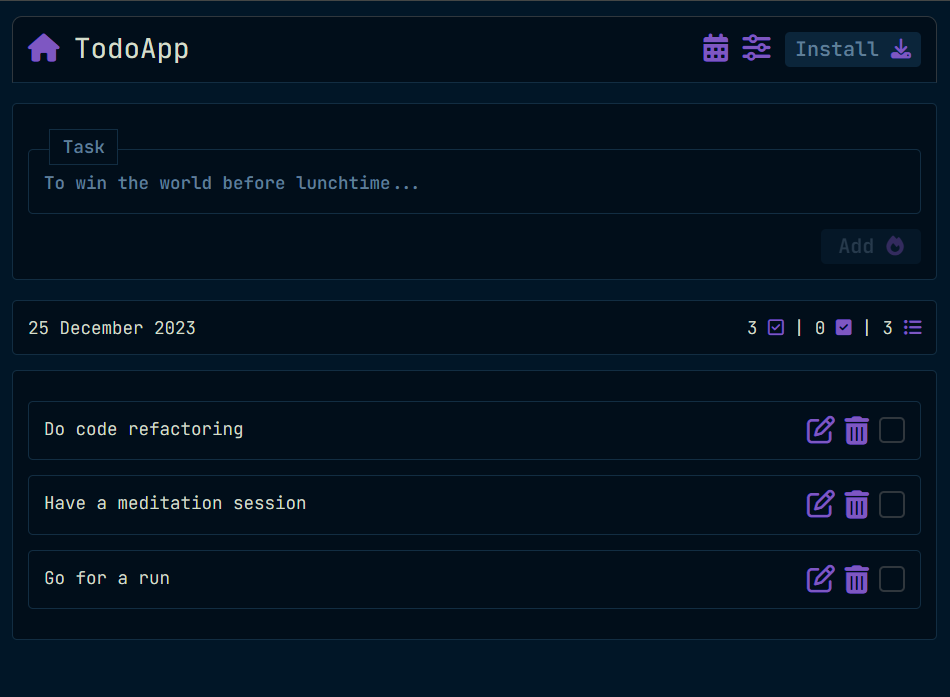 TodoApp
Install
Task
To win the world before lunchtime...
Add
25 December 2023
3 | 0 | 3
Do code refactoring
Have a meditation session
Go for a run